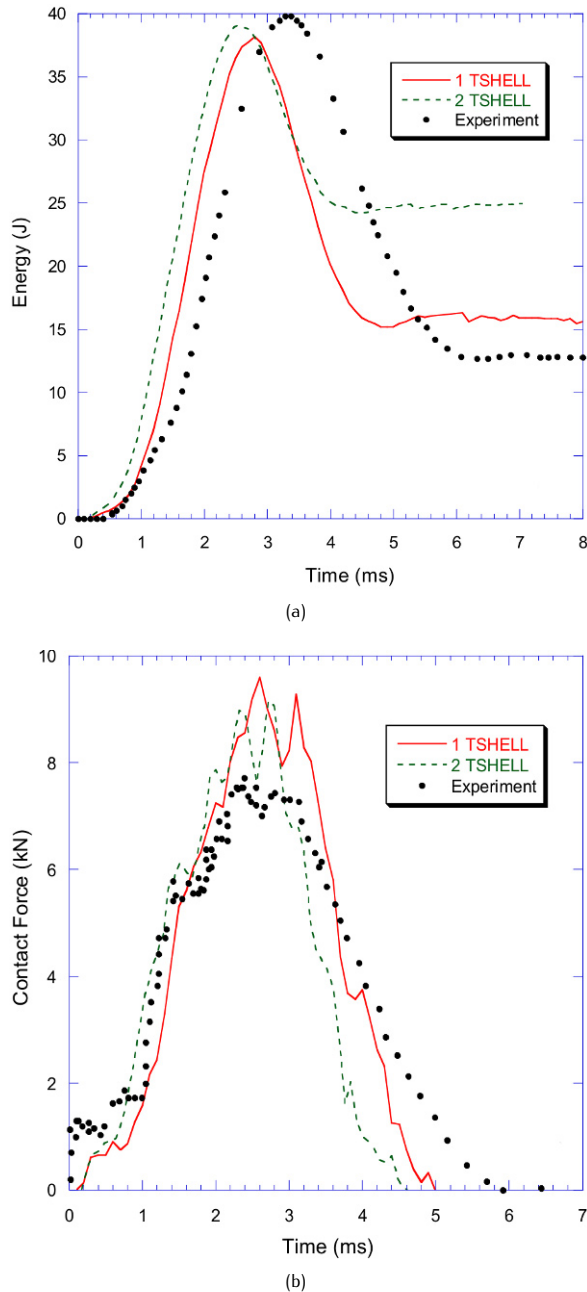 40
35
30
25
20
15
10
5
0
Energy (J)
1 TSHELL
2 TSHELL
Experiment
0 1 2 3 4 5 6 7 8
Time (ms)
(a)
10
8
6
4
2
0
Contact Force (kN)
1 TSHELL
2 TSHELL
Experiment
0 1 2 3 4 5 6 7
Time (ms)
(b)